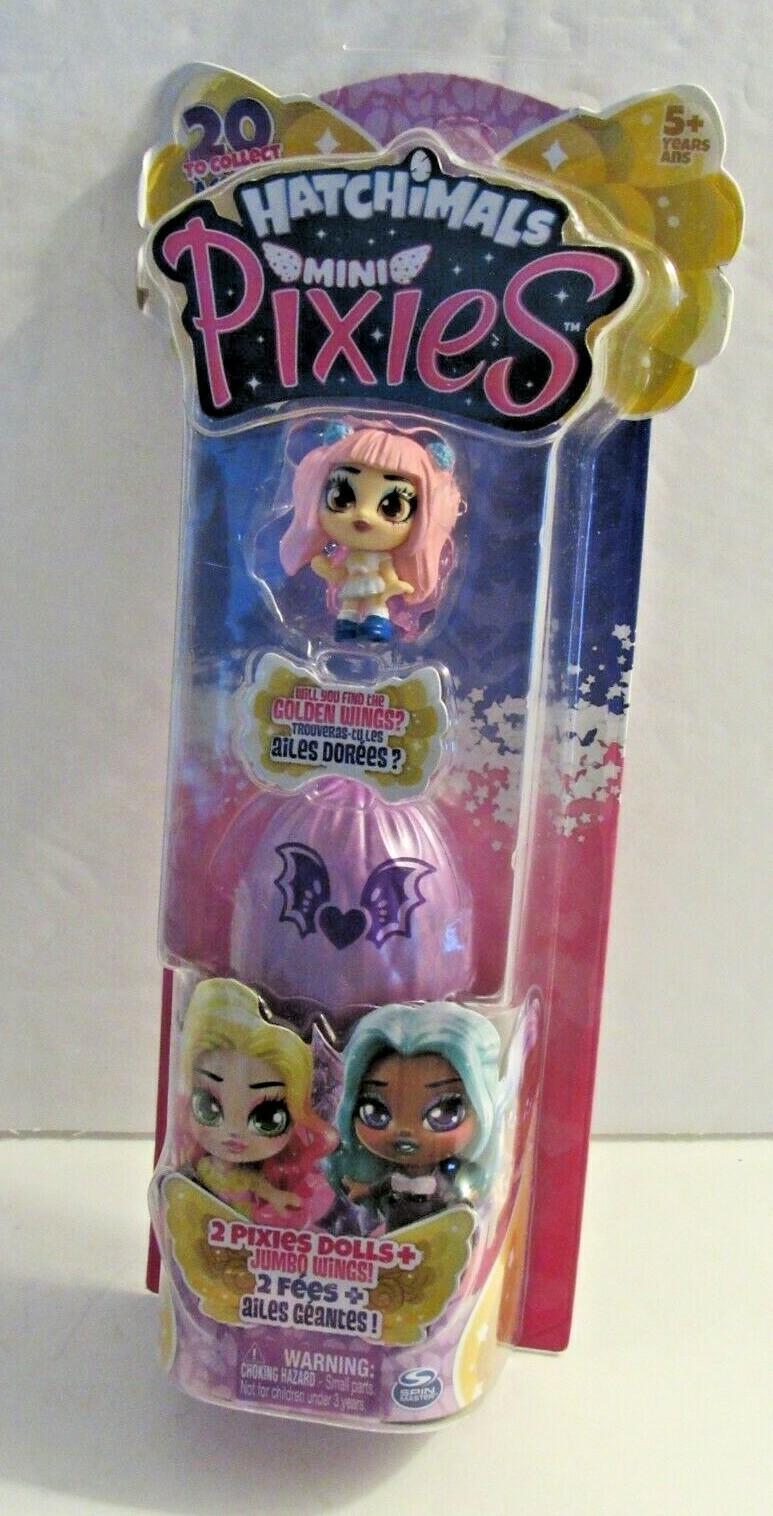 20
TO COLLECT
5+
YEARS
ANS
HATCHiMALS
MINI
PIXIES™
WILL YOU FIND the
GOLDEN WINGS?
TROUVERAS-tu LES
aiLES DORÉES ?
2 PIXIES DOLLS +
JUMBO WINGS!
2 FÉES +
aiLES GÉANtES !
WARNING:
CHOKING HAZARD - Small parts.
Not for children under 3 years.
SPIN
MASTER